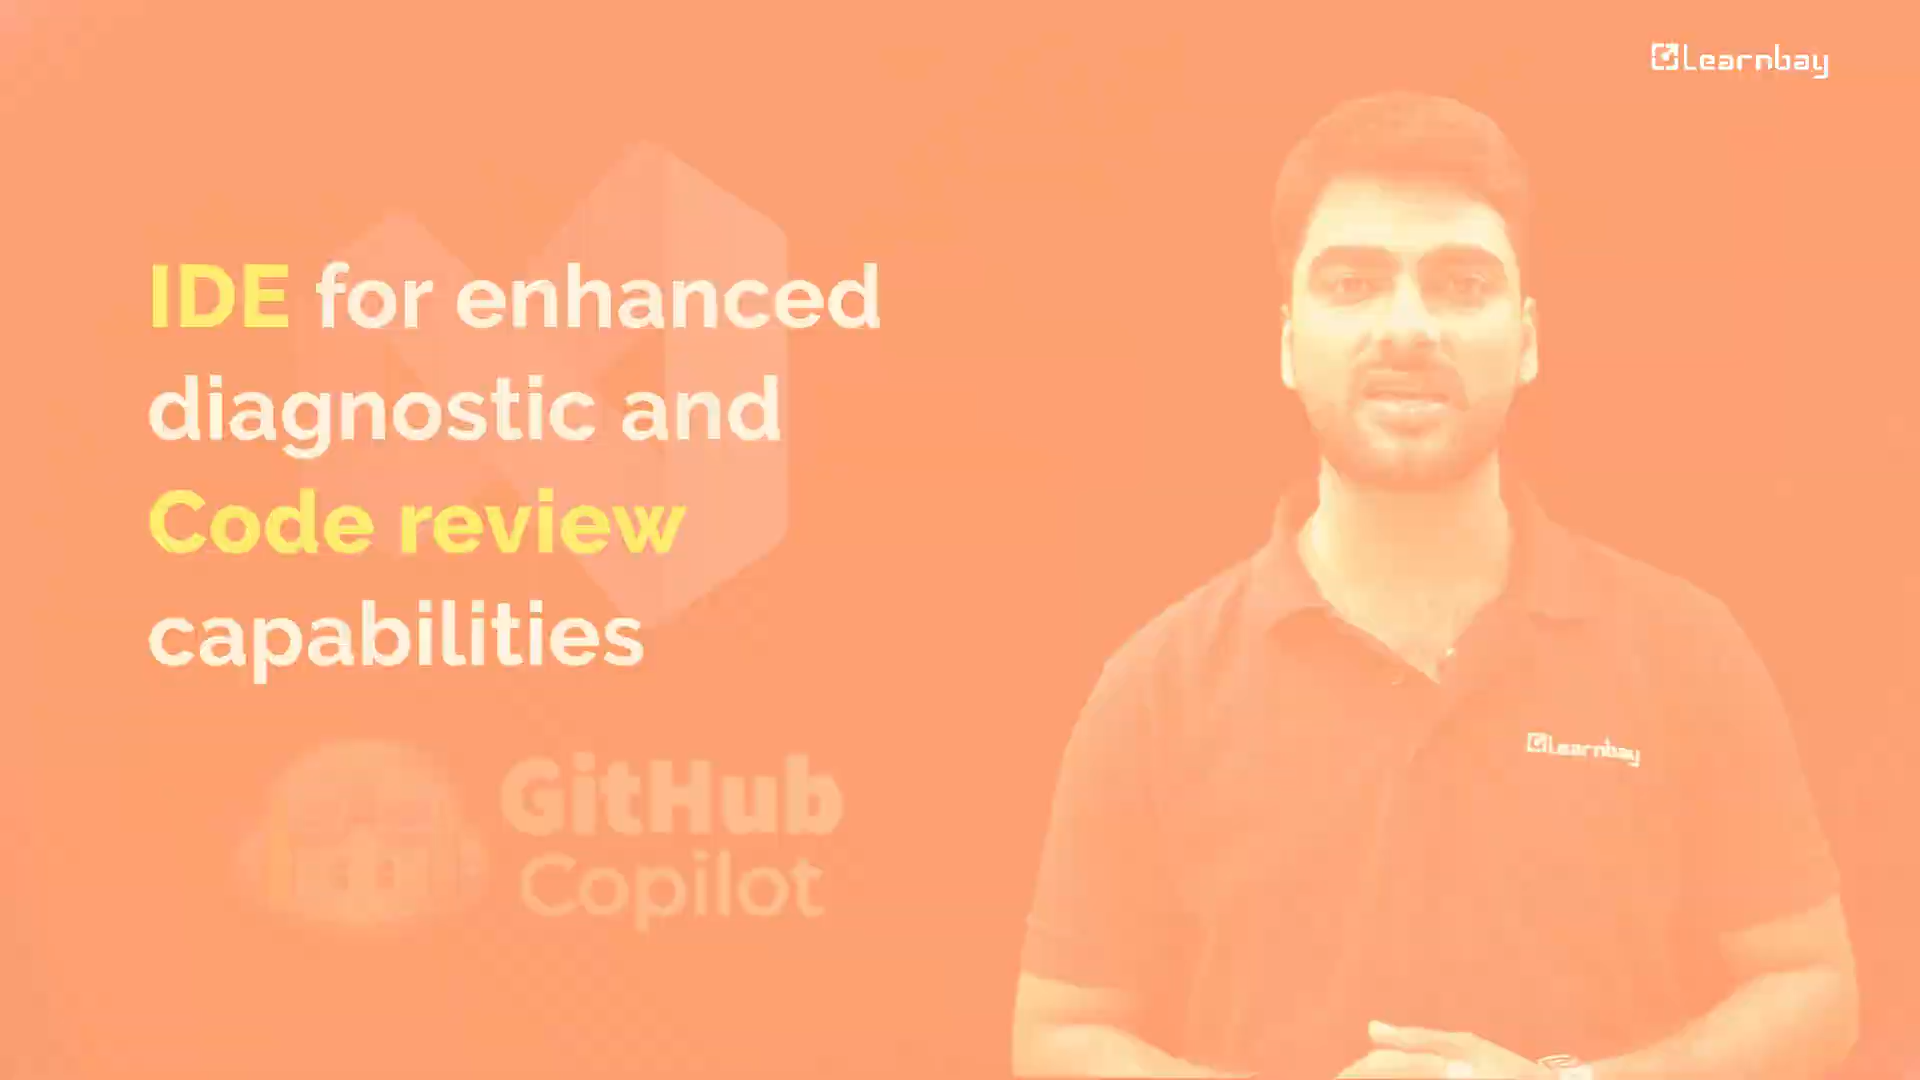 Learnbay
IDE for enhanced
diagnostic and
Code review
capabilities
Learnbay
GitHub
Copilot